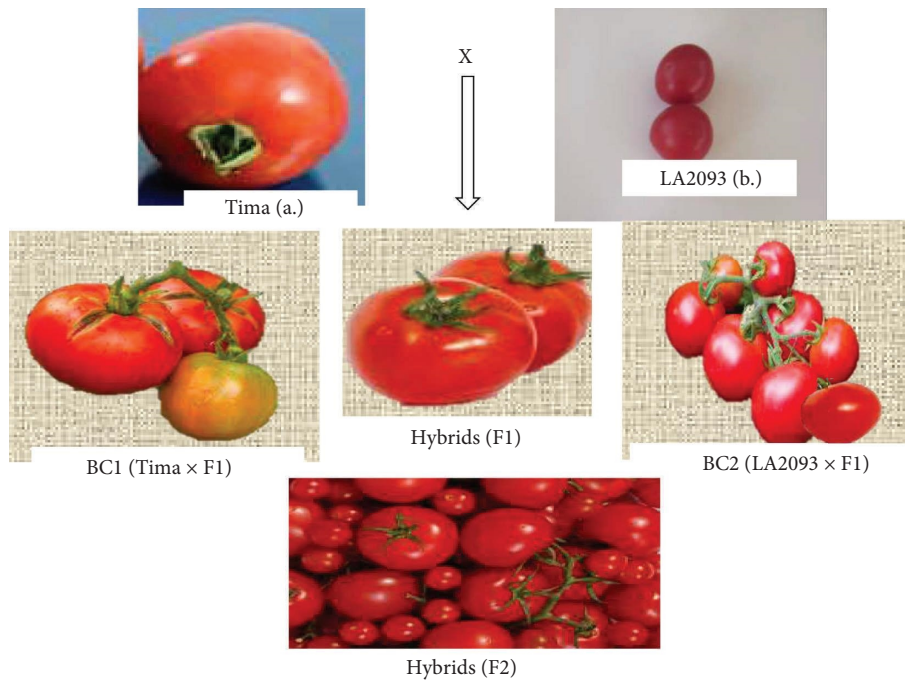 X
Tima (a.)
LA2093 (b.)
BC1 (Tima × F1)
Hybrids (F1)
BC2 (LA2093 × F1)
Hybrids (F2)